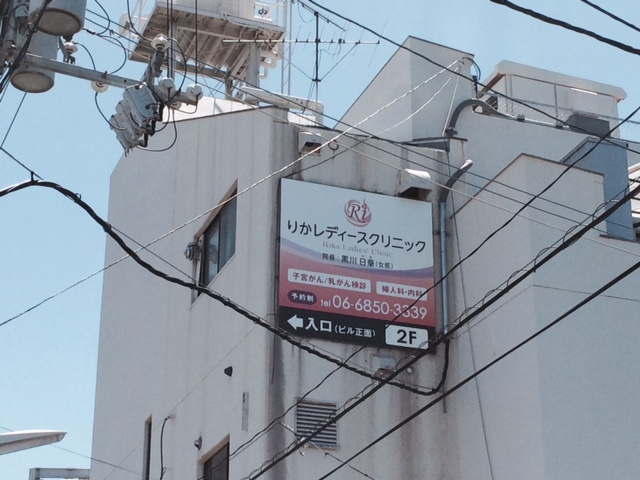 Ri
りかレディースクリニック
Rika Ladies' Clinic
院長 黒川 日奈(女医)
子宮がん/乳がん検診 婦人科・内科
予約制 tel 06-6850-3339
入口(ビル正面) 2F